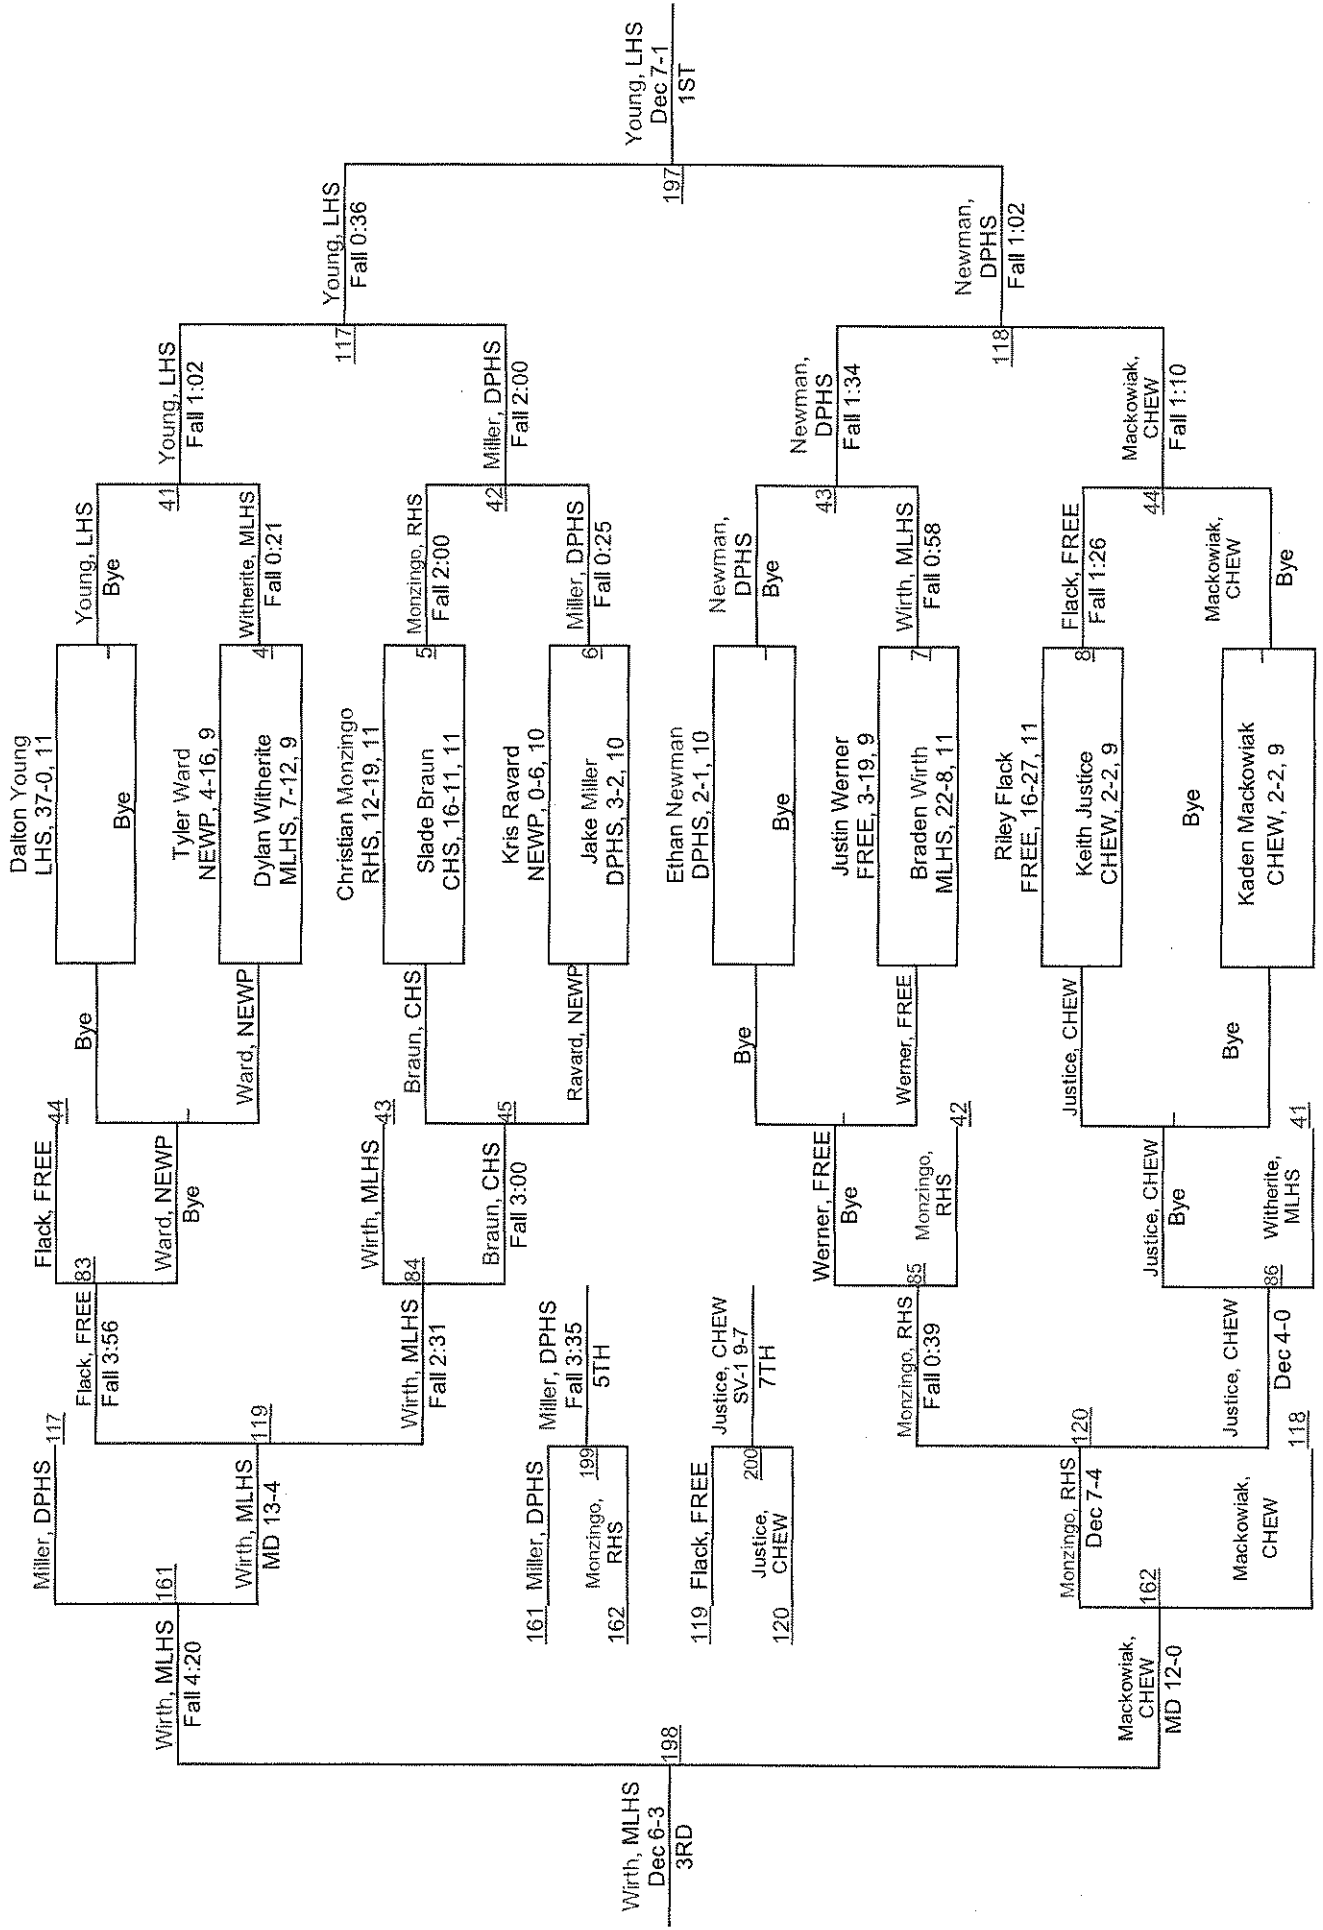 Dalton Young
LHS, 37-0, 11
Bye
Tyler Ward
NEWP, 4-16, 9
4
Dylan Witherite
MLHS, 7-12, 9
Christian Monzingo
RHS, 12-19, 11
5
Slade Braun
CHS, 16-11, 11
Kris Ravard
NEWP, 0-6, 10
6
Jake Miller
DPHS, 3-2, 10
Ethan Newman
DPHS, 2-1, 10
Bye
Justin Werner
FREE, 3-19, 9
7
Braden Wirth
MLHS, 22-8, 11
Riley Flack
FREE, 16-27, 11
8
Keith Justice
CHEW, 2-2, 9
Bye
Kaden Mackowiak
CHEW, 2-2, 9
Young, LHS
Bye
41
Witherite, MLHS
Fall 0:21
Monzingo, RHS
Fall 2:00
42
Miller, DPHS
Fall 0:25
Newman,
DPHS
Bye
43
Wirth, MLHS
Fall 0:58
Flack, FREE
Fall 1:26
44
Mackowiak,
CHEW
Bye
Young, LHS
Fall 1:02
117
Miller, DPHS
Fall 2:00
Newman,
DPHS
Fall 1:34
118
Mackowiak,
CHEW
Fall 1:10
Young, LHS
Fall 0:36
197
Newman,
DPHS
Fall 1:02
Young, LHS
Dec 7-1
1ST
Bye
Ward, NEWP
Braun, CHS
45
Ravard, NEWP
Bye
Werner, FREE
Justice, CHEW
Bye
Flack, FREE
44
83
Ward, NEWP
Bye
Wirth, MLHS
43
84
Braun, CHS
Fall 3:00
Werner, FREE
Bye
85
Monzingo,
RHS
42
Justice, CHEW
Bye
86
Witherite,
MLHS
41
Flack, FREE
Fall 3:56
119
Wirth, MLHS
Fall 2:31
Monzingo, RHS
Fall 0:39
120
Justice, CHEW
Dec 4-0
Miller, DPHS
117
161
Wirth, MLHS
MD 13-4
161
Miller, DPHS
199
Monzingo,
RHS
162
Miller, DPHS
Fall 3:35
5TH
119
Flack, FREE
200
Justice,
CHEW
120
Justice, CHEW
SV-1 9-7
7TH
Monzingo, RHS
Dec 7-4
162
Mackowiak,
CHEW
118
Wirth, MLHS
Fall 4:20
198
Mackowiak,
CHEW
MD 12-0
Wirth, MLHS
Dec 6-3
3RD